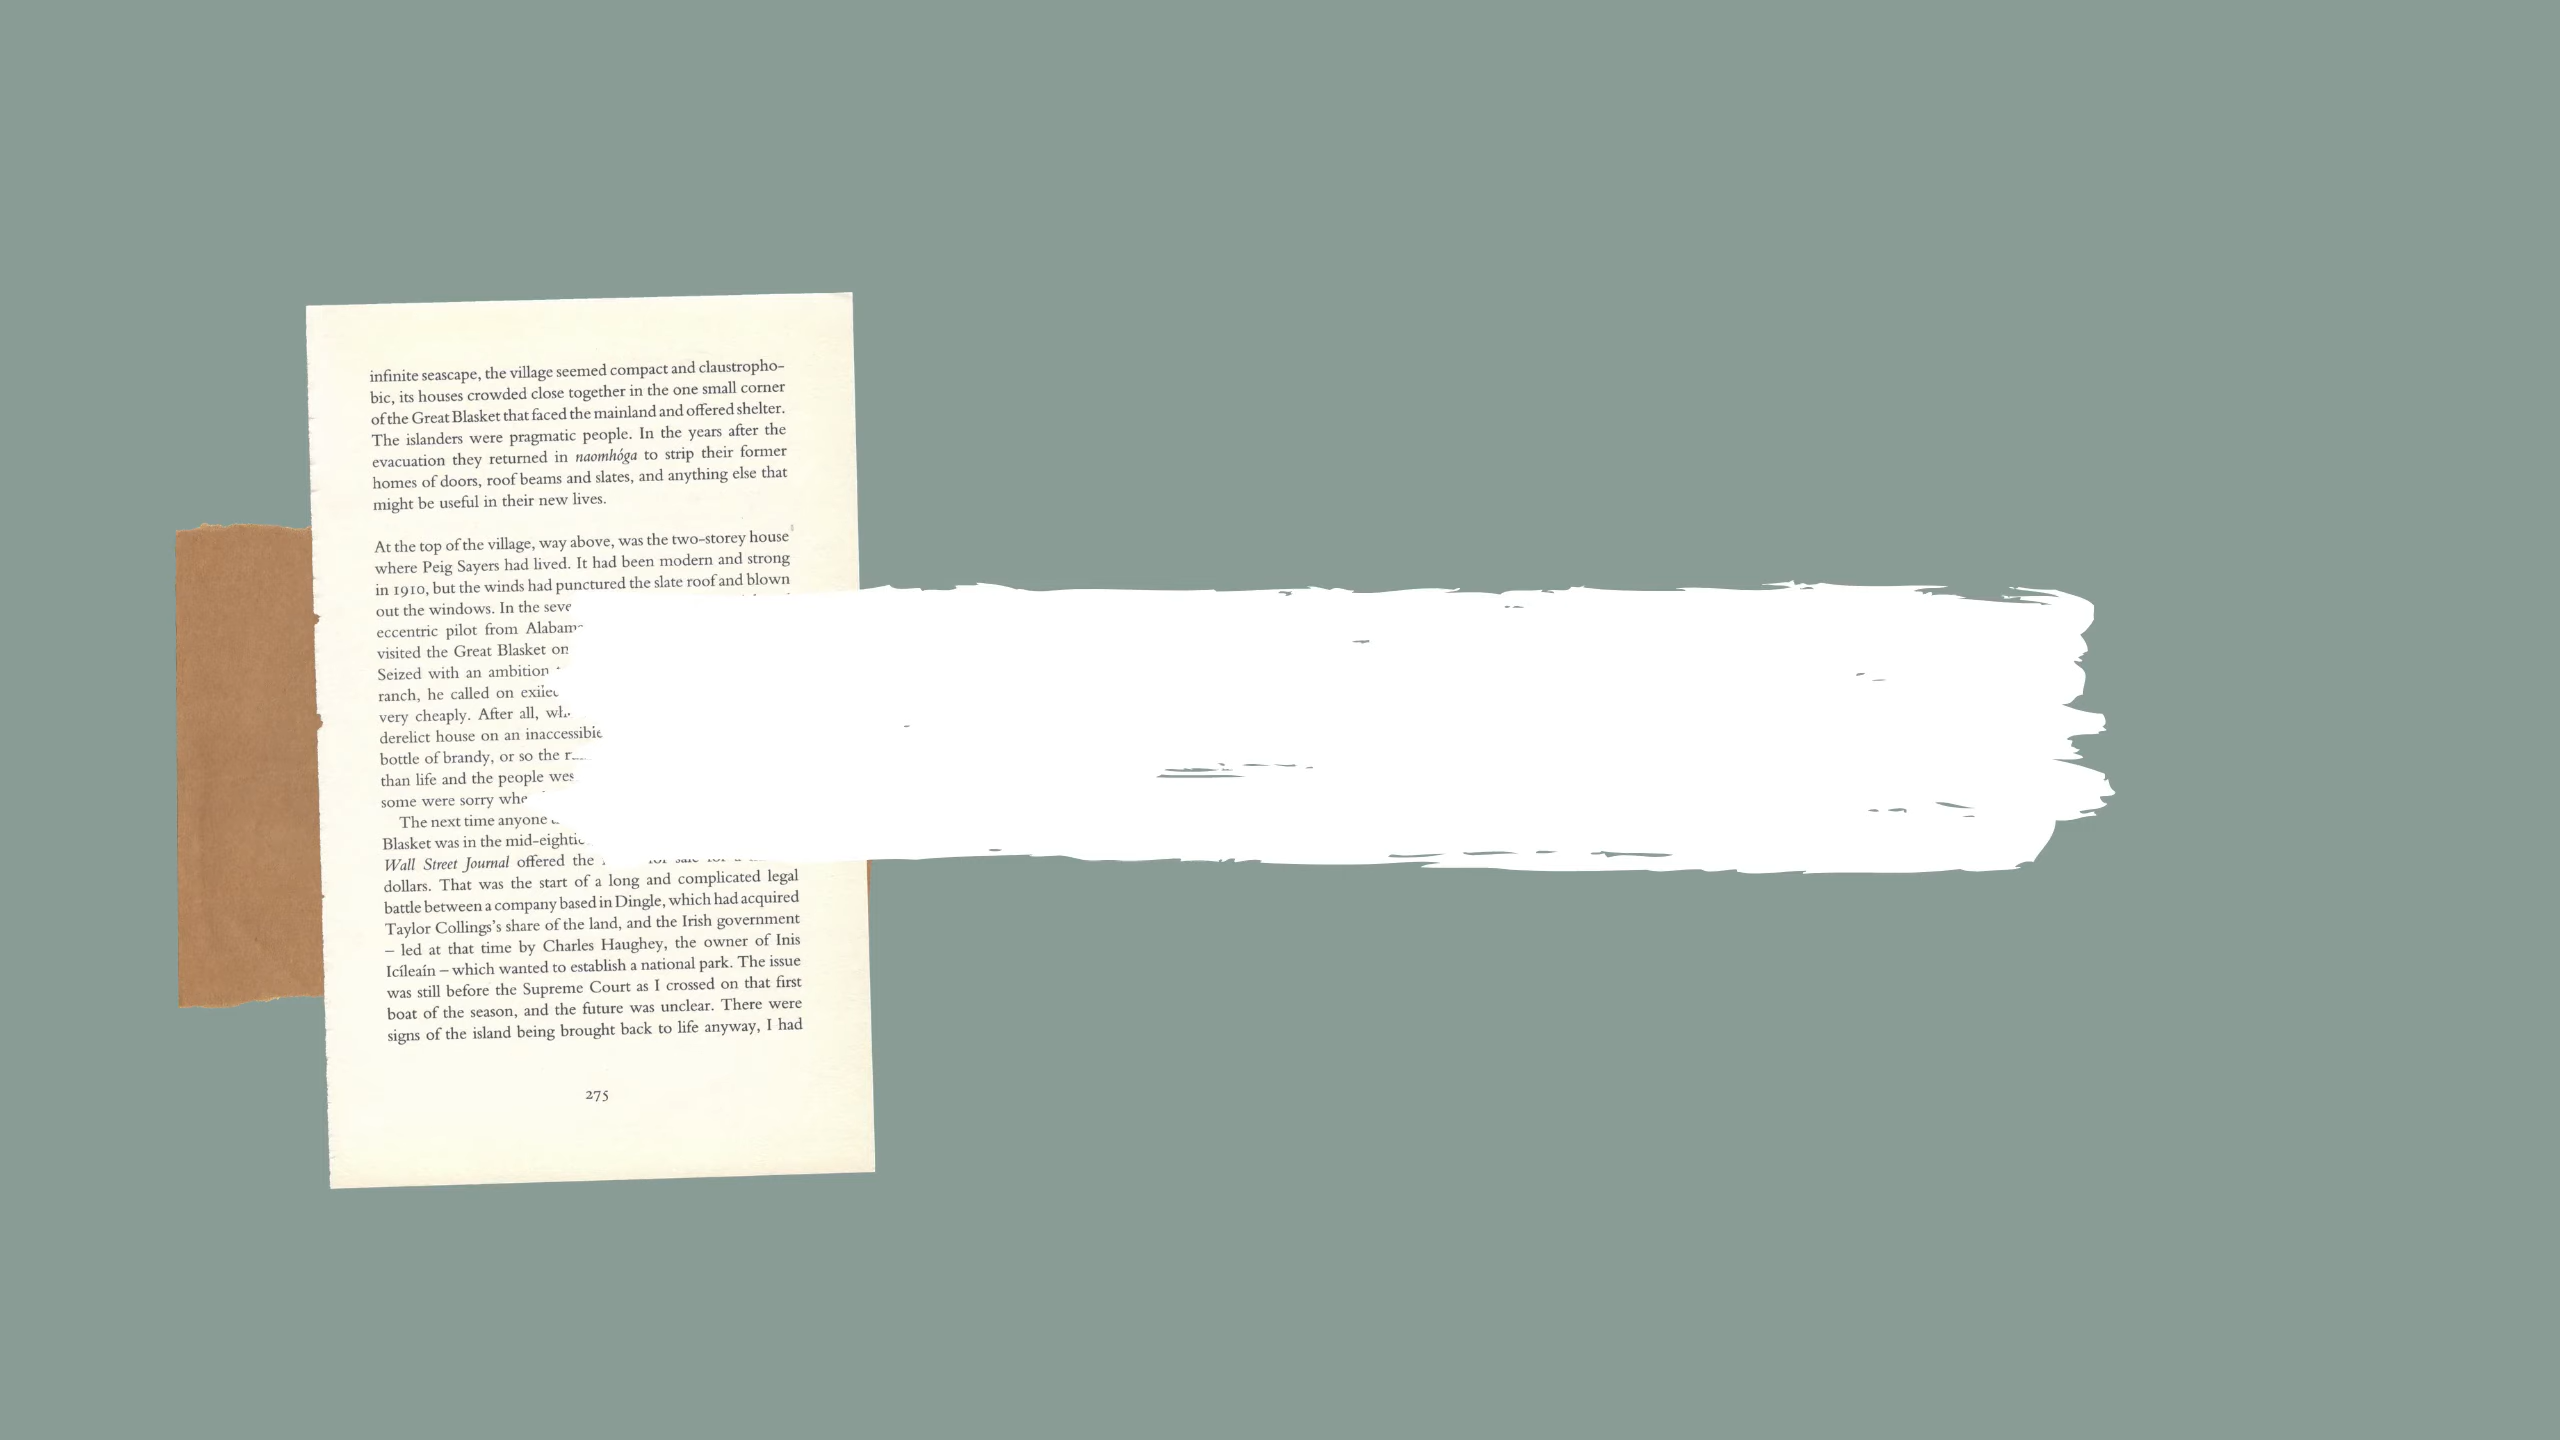 infinite seascape, the village seemed compact and claustropho-
bic, its houses crowded close together in the one small corner
of the Great Blasket that faced the mainland and offered shelter.
The islanders were pragmatic people. In the years after the
evacuation they returned in naomhóga to strip their former
homes of doors, roof beams and slates, and anything else that
might be useful in their new lives.
At the top of the village, way above, was the two-storey house
where Peig Sayers had lived. It had been modern and strong
in 1910, but the winds had punctured the slate roof and blown
out the windows. In the
eccentric pilot from
visited the Great Blasket
Seized with an ambition
ranch, he called on
very cheaply. After all,
derelict house on an
bottle of brandy, or so the
than life and the people
some were sorry
The next time anyone
Blasket was in the
Wall Street Journal offered the
dollars. That was the start of a long and complicated legal
battle between a company based in Dingle, which had acquired
Taylor Collings's share of the land, and the Irish government
– led at that time by Charles Haughey, the owner of Inis
Icíleaín – which wanted to establish a national park. The issue
was still before the Supreme Court as I crossed on that first
boat of the season, and the future was unclear. There were
signs of the island being brought back to life anyway, I had
275